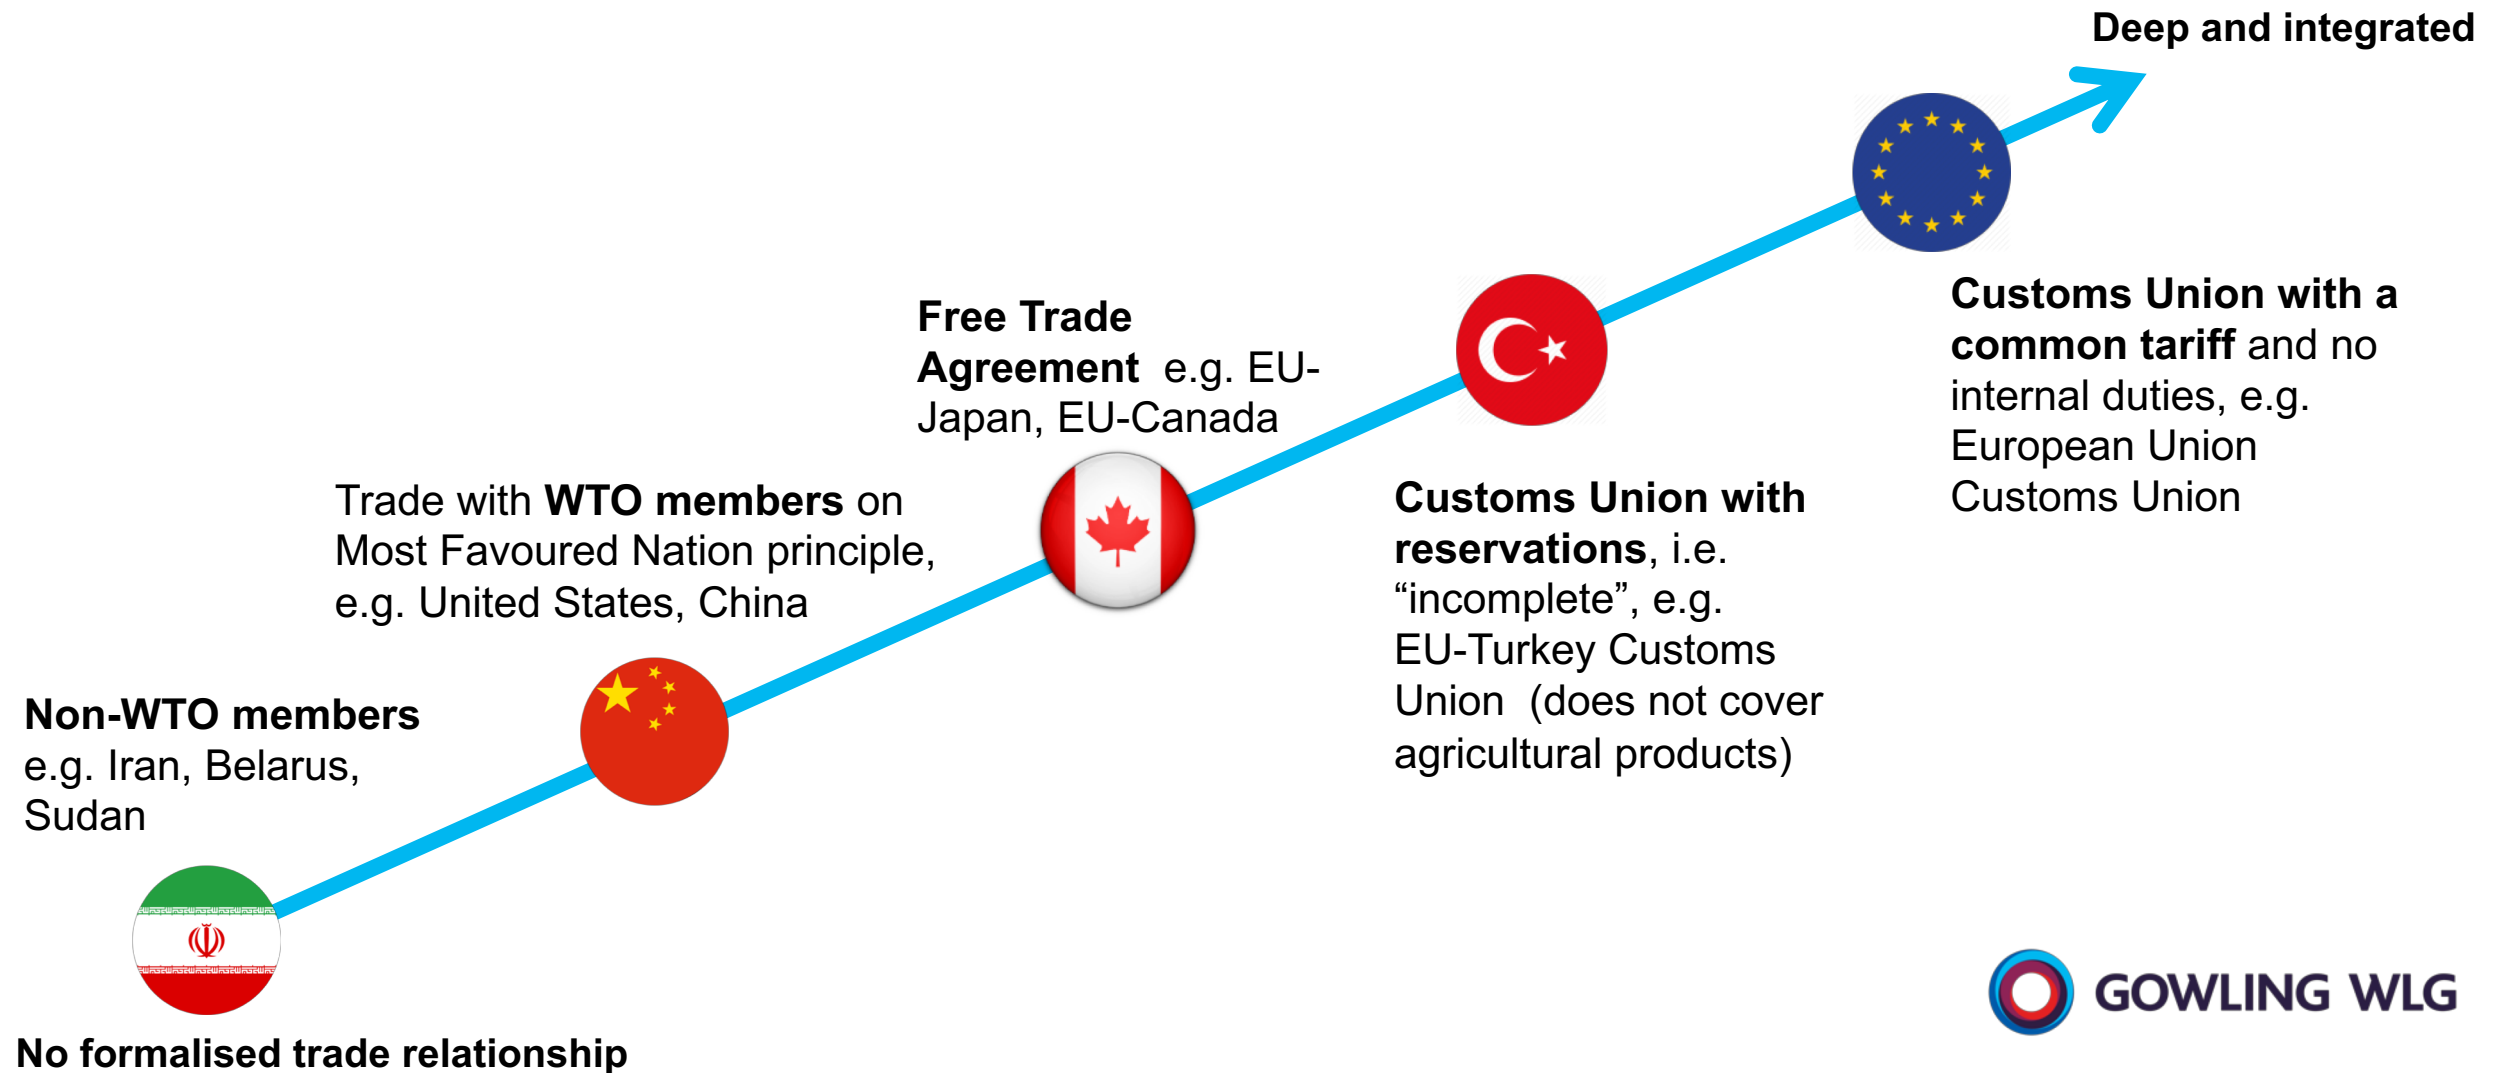 Deep and integrated
Customs Union with a
common tariff and no
internal duties, e.g.
European Union
Customs Union
Free Trade
Agreement e.g. EU-
Japan, EU-Canada
Customs Union with
reservations, i.e.
“incomplete”, e.g.
EU-Turkey Customs
Union (does not cover
agricultural products)
Trade with WTO members on
Most Favoured Nation principle,
e.g. United States, China
Non-WTO members
e.g. Iran, Belarus,
Sudan
No formalised trade relationship
GOWLING WLG